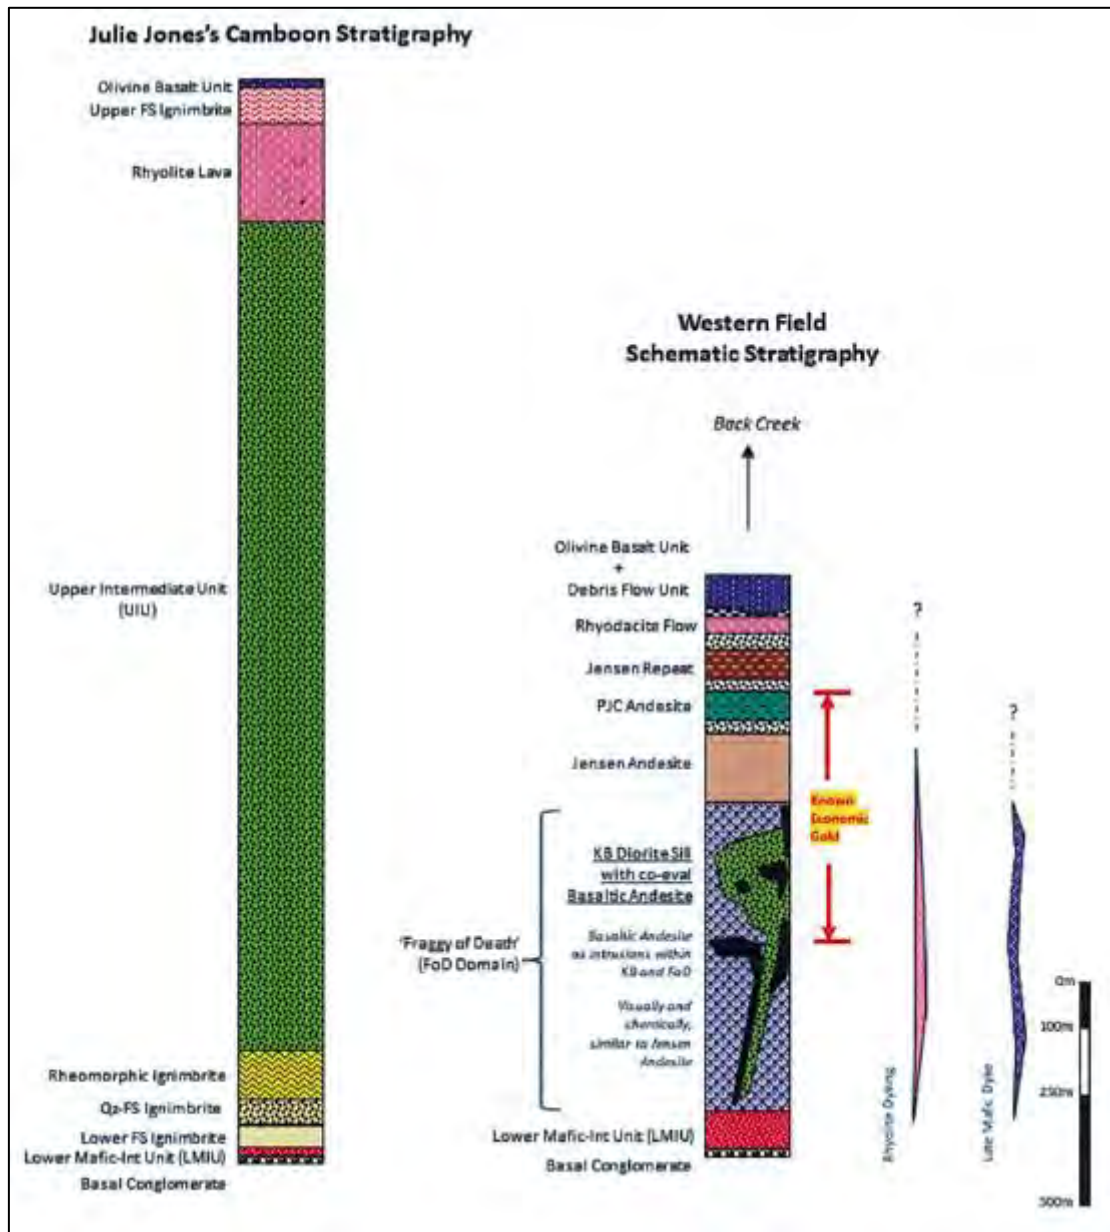 Julie Jones's Camboon Stratigraphy
Olivine Basalt Unit
Upper FS Ignimbrite
Rhyolite Lava
Upper Intermediate Unit
(UIU)
Rheomorphic Ignimbrite
Qz-FS Ignimbrite
Lower FS Ignimbrite
Lower Mafic-Int Unit (LMIU)
Basal Conglomerate
Western Field
Schematic Stratigraphy
Back Creek
Olivine Basalt Unit
+
Debris Flow Unit
Rhyodacite Flow
Jensen Repeat
PJC Andesite
Jensen Andesite
KB Diorite Sill
with co-eval
Basaltic Andesite
'Fraggy of Death'
(FoD Domain)
Basaltic Andesite
as intrusions within
KB and FoD
Visually and
chemically,
similar to Jensen
Andesite
Lower Mafic-Int Unit (LMIU)
Basal Conglomerate
Known
Economic
Gold
?
Rhyolite Dyking
?
Late Mafic Dyke
0m
100m
250m
500m